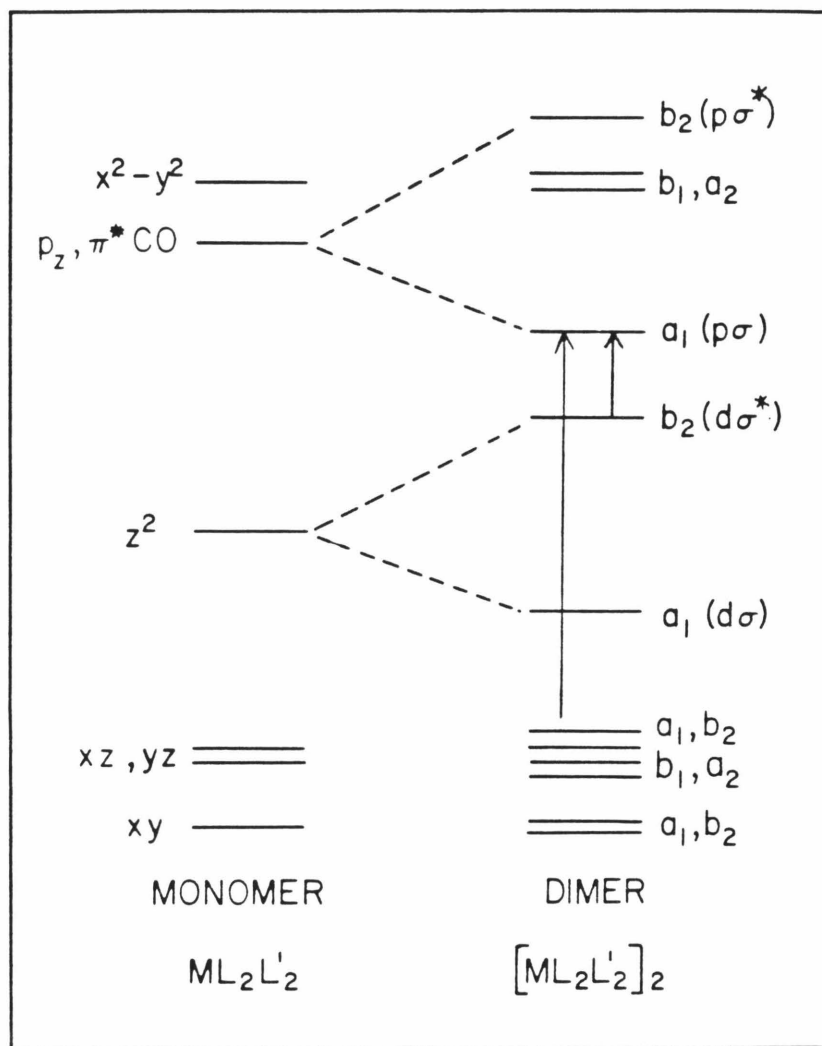 b₂(pσ*)
x²-y²
b₁,a₂
p_z, π* CO
a₁(pσ)
b₂(dσ*)
z²
a₁(dσ)
a₁,b₂
xz,yz
b₁,a₂
xy
a₁,b₂
MONOMER
DIMER
ML₂L'₂
[ML₂L'₂]₂